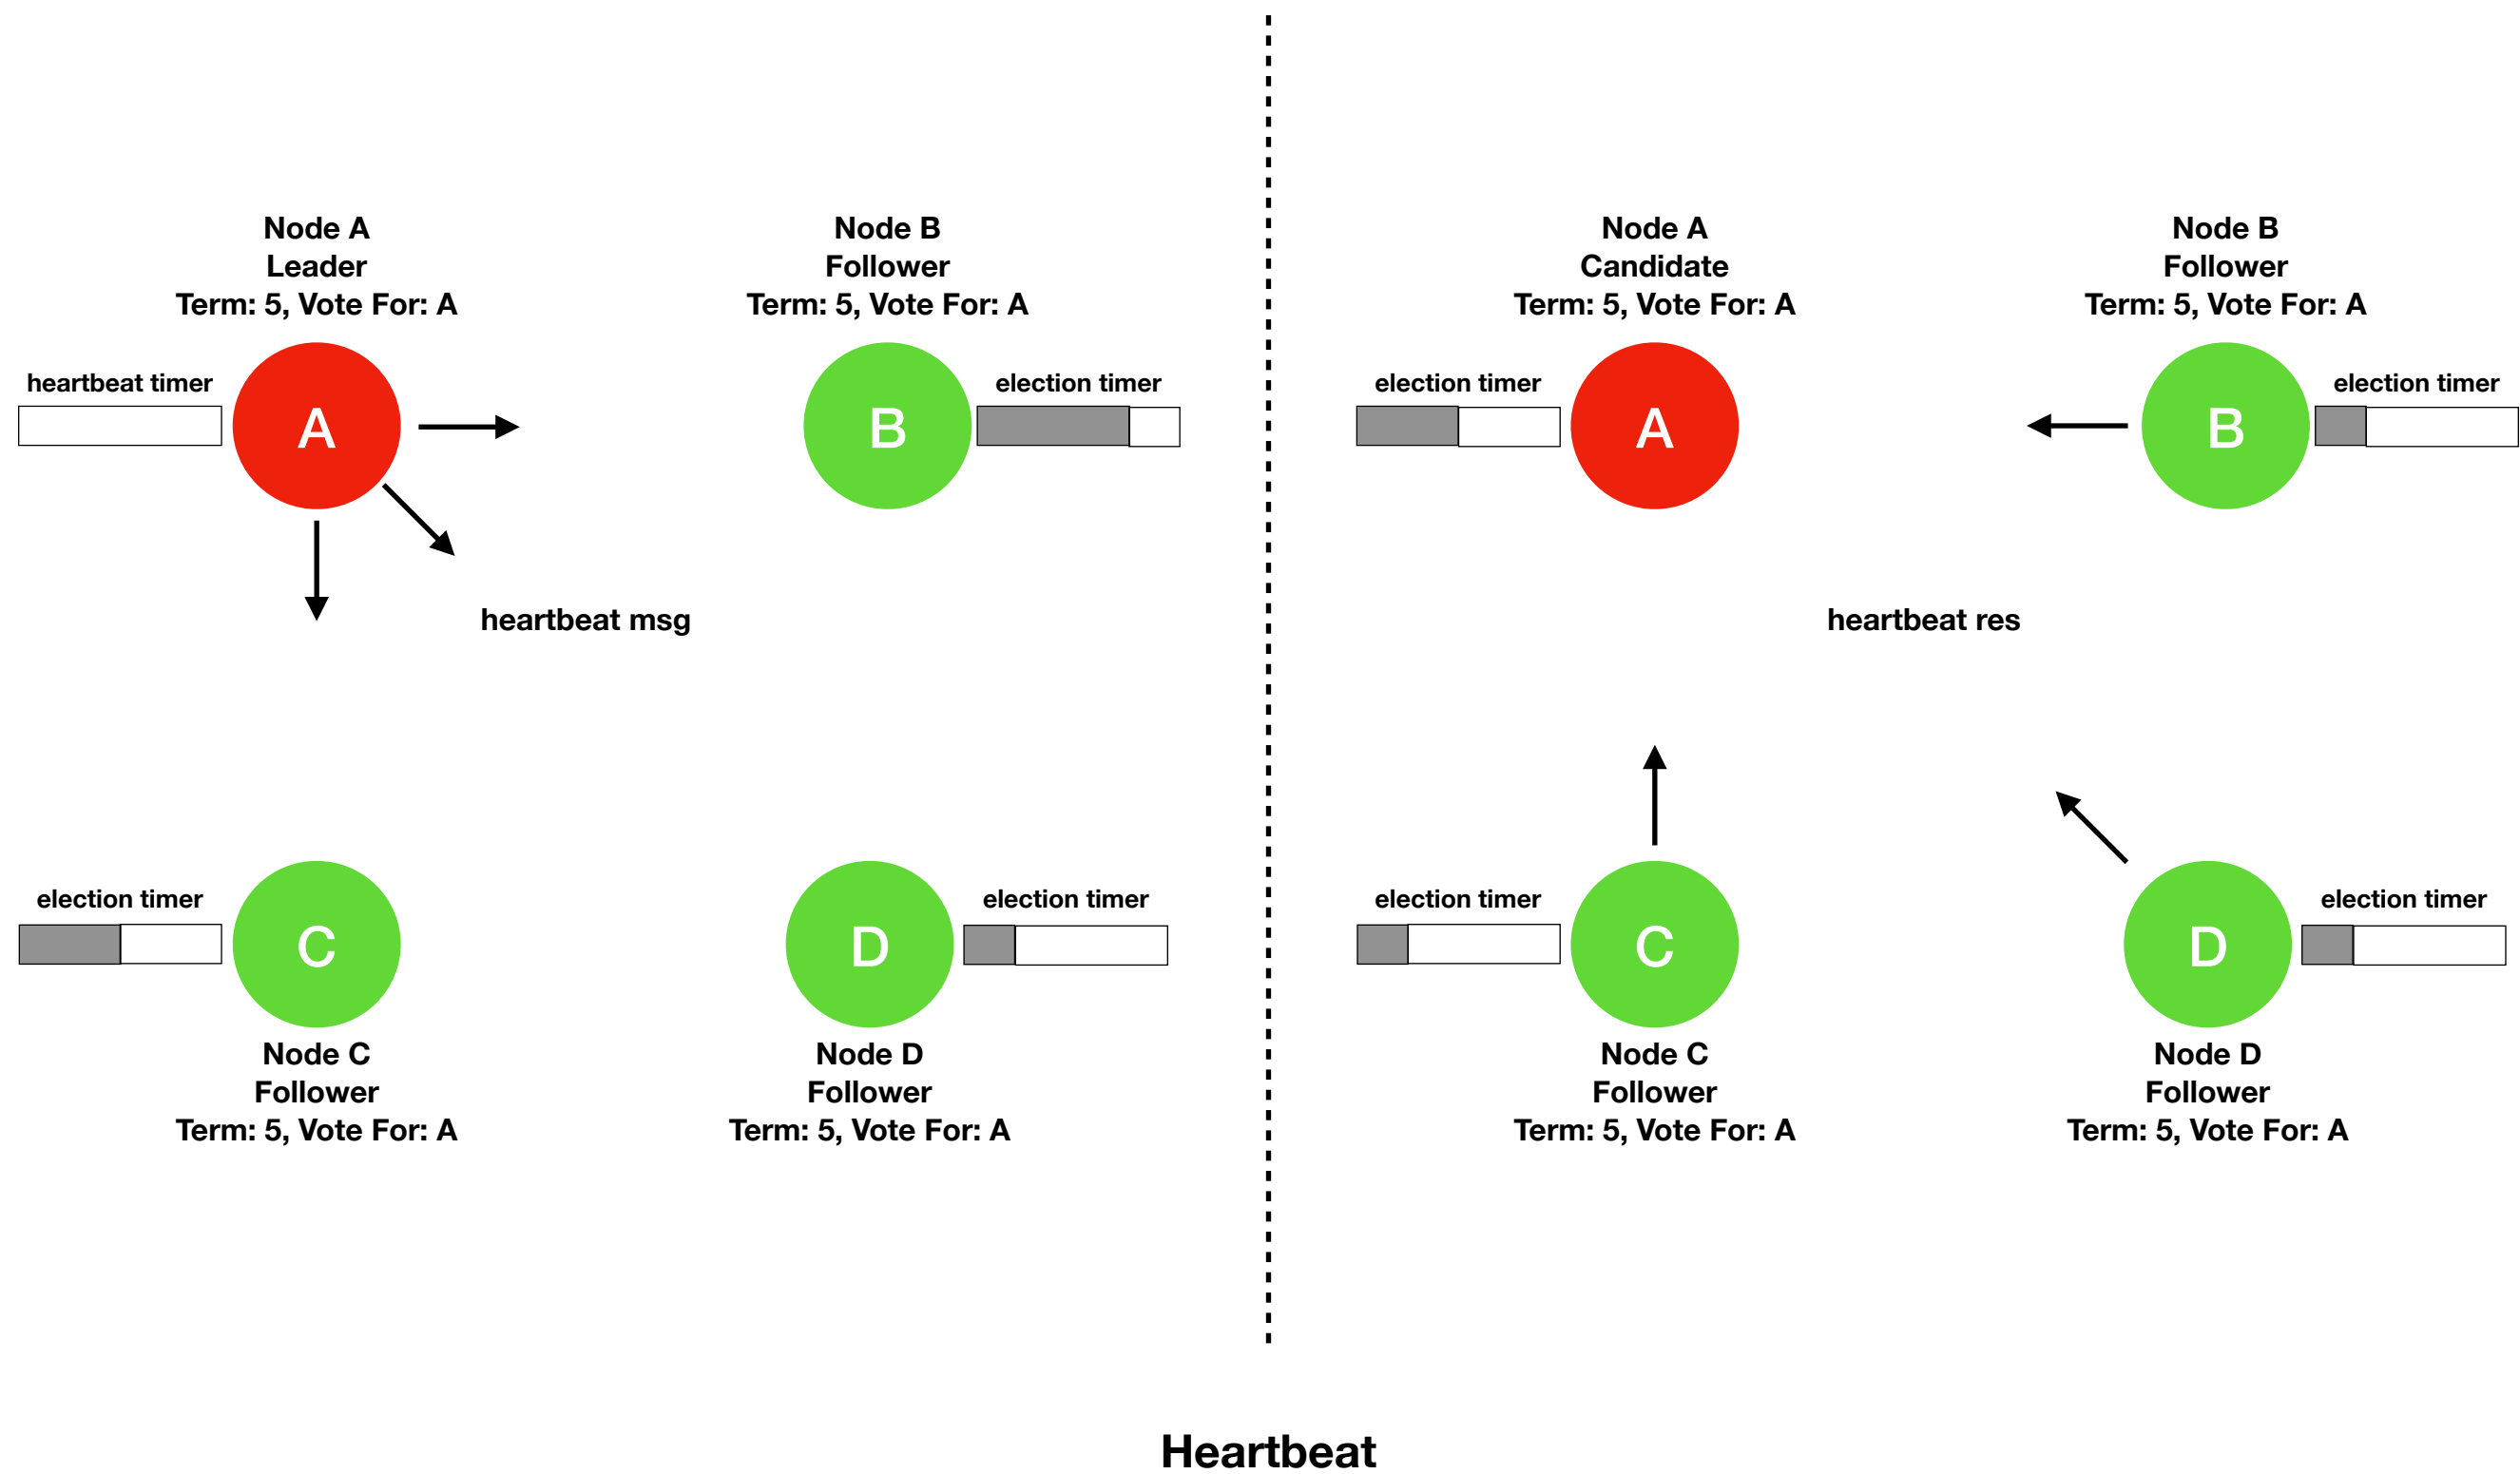 Node A
Leader
Term: 5, Vote For: A
heartbeat timer
A
Node B
Follower
Term: 5, Vote For: A
election timer
B
heartbeat msg
election timer
C
Node C
Follower
Term: 5, Vote For: A
election timer
D
Node D
Follower
Term: 5, Vote For: A
Node A
Candidate
Term: 5, Vote For: A
election timer
A
Node B
Follower
Term: 5, Vote For: A
election timer
B
heartbeat res
election timer
C
Node C
Follower
Term: 5, Vote For: A
election timer
D
Node D
Follower
Term: 5, Vote For: A
Heartbeat